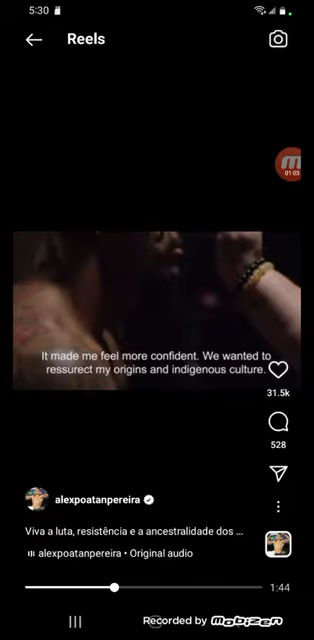 5:30
Reels
01:03
It made me feel more confident. We wanted to
ressurect my origins and indigenous culture.
31.5k
528
alexpoatanpereira
Viva a luta, resistência e a ancestralidade dos ...
alexpoatanpereira • Original audio
1:44
Recorded by Mobizen